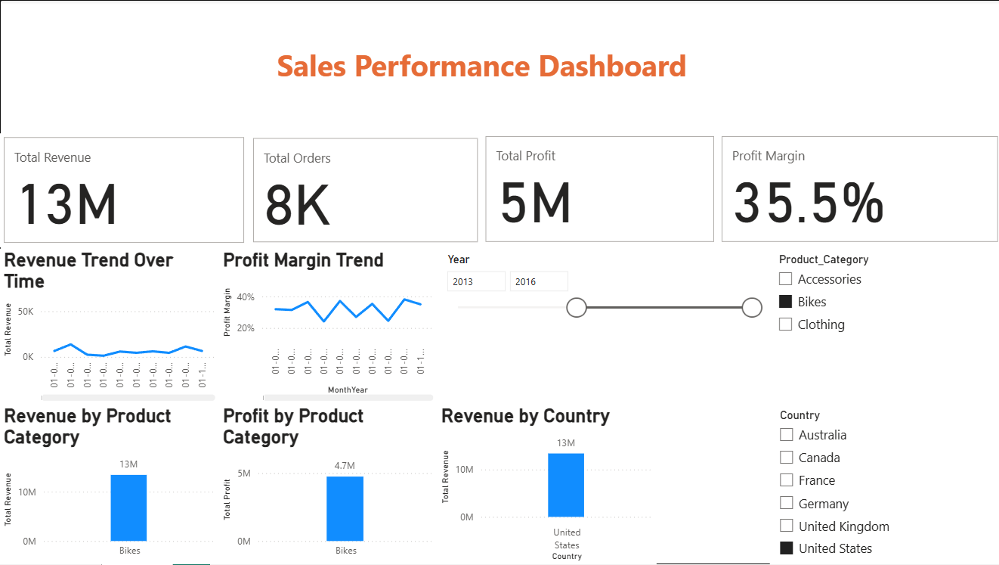 Sales Performance Dashboard
Total Revenue
13M
Total Orders
8K
Total Profit
5M
Profit Margin
35.5%
Revenue Trend Over
Time
Total Revenue
50K
0K
01-0...
01-0...
01-0...
01-0...
01-0...
01-0...
01-0...
01-0...
01-0...
01-1...
Profit Margin Trend
Profit Margin
40%
20%
01-0...
01-0...
01-0...
01-0...
01-0...
01-0...
01-0...
01-0...
01-0...
01-1...
MonthYear
Year
2013
2016
Product_Category
Accessories
Bikes
Clothing
Revenue by Product
Category
Total Revenue
13M
10M
0M
Bikes
Profit by Product
Category
Total Profit
4.7M
5M
0M
Bikes
Revenue by Country
Total Revenue
13M
10M
0M
United
States
Country
Country
Australia
Canada
France
Germany
United Kingdom
United States